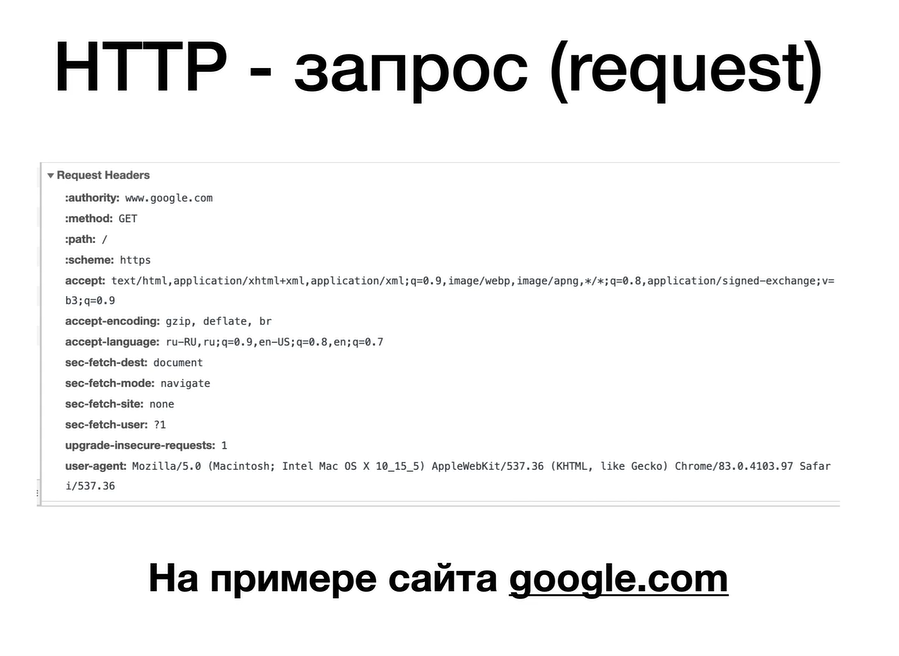 HTTP - запрос (request)
Request Headers
:authority: www.google.com
:method: GET
:path: /
:scheme: https
accept: text/html,application/xhtml+xml,application/xml;q=0.9,image/webp,image/apng,*/*;q=0.8,application/signed-exchange;v=
b3;q=0.9
accept-encoding: gzip, deflate, br
accept-language: ru-RU,ru;q=0.9,en-US;q=0.8,en;q=0.7
sec-fetch-dest: document
sec-fetch-mode: navigate
sec-fetch-site: none
sec-fetch-user: ?1
upgrade-insecure-requests: 1
user-agent: Mozilla/5.0 (Macintosh; Intel Mac OS X 10_15_5) AppleWebKit/537.36 (KHTML, like Gecko) Chrome/83.0.4103.97 Safar
i/537.36
На примере сайта google.com